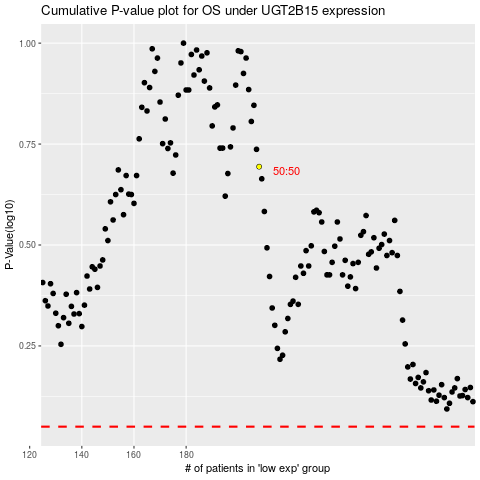 Cumulative P-value plot for OS under UGT2B15 expression
P-Value(log10)
1.00
0.75
0.50
0.25
50:50
120 140 160 180
# of patients in 'low exp' group